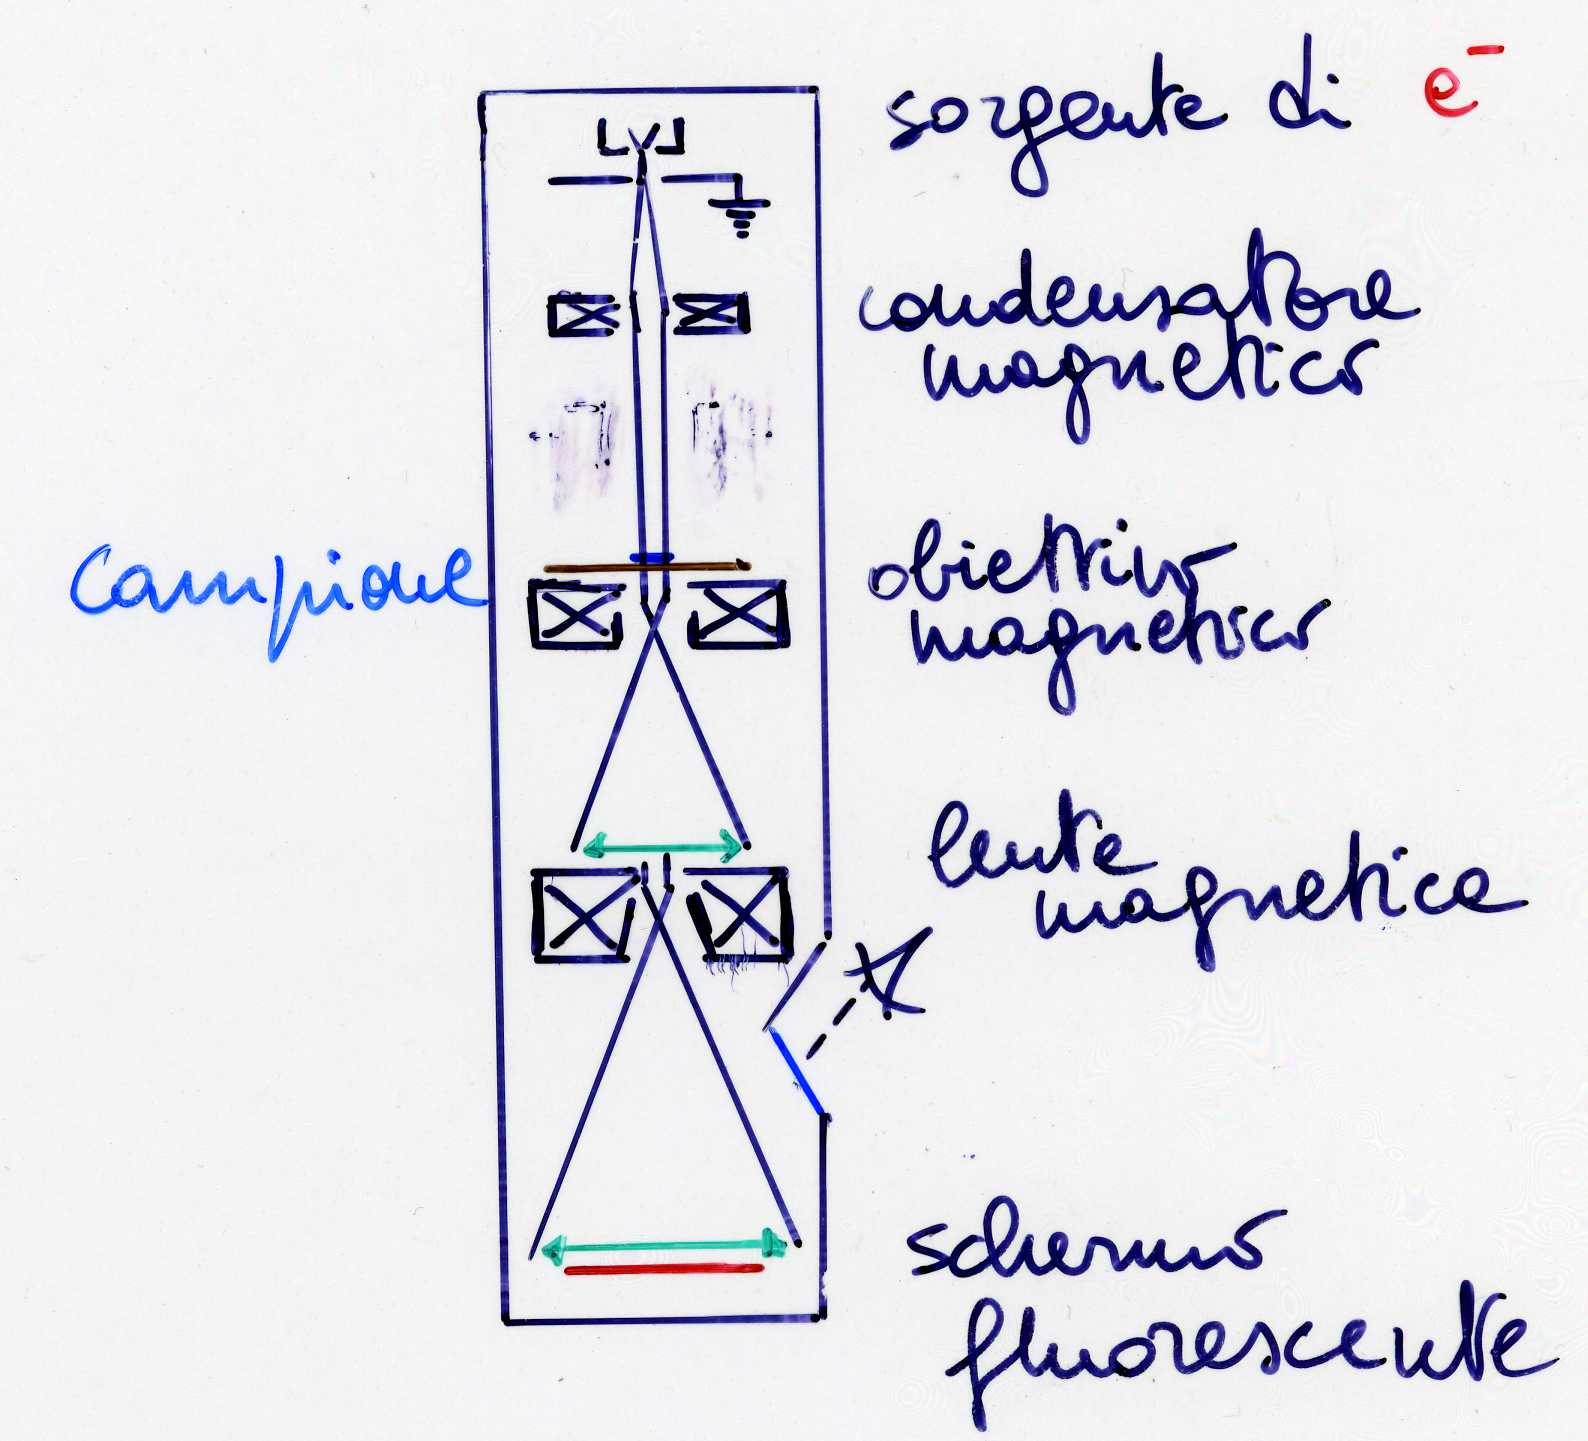 sorgente di e⁻
condensatore
magnetico
Campione
obiettivo
magnetico
lente
magnetica
schermo
fluorescente